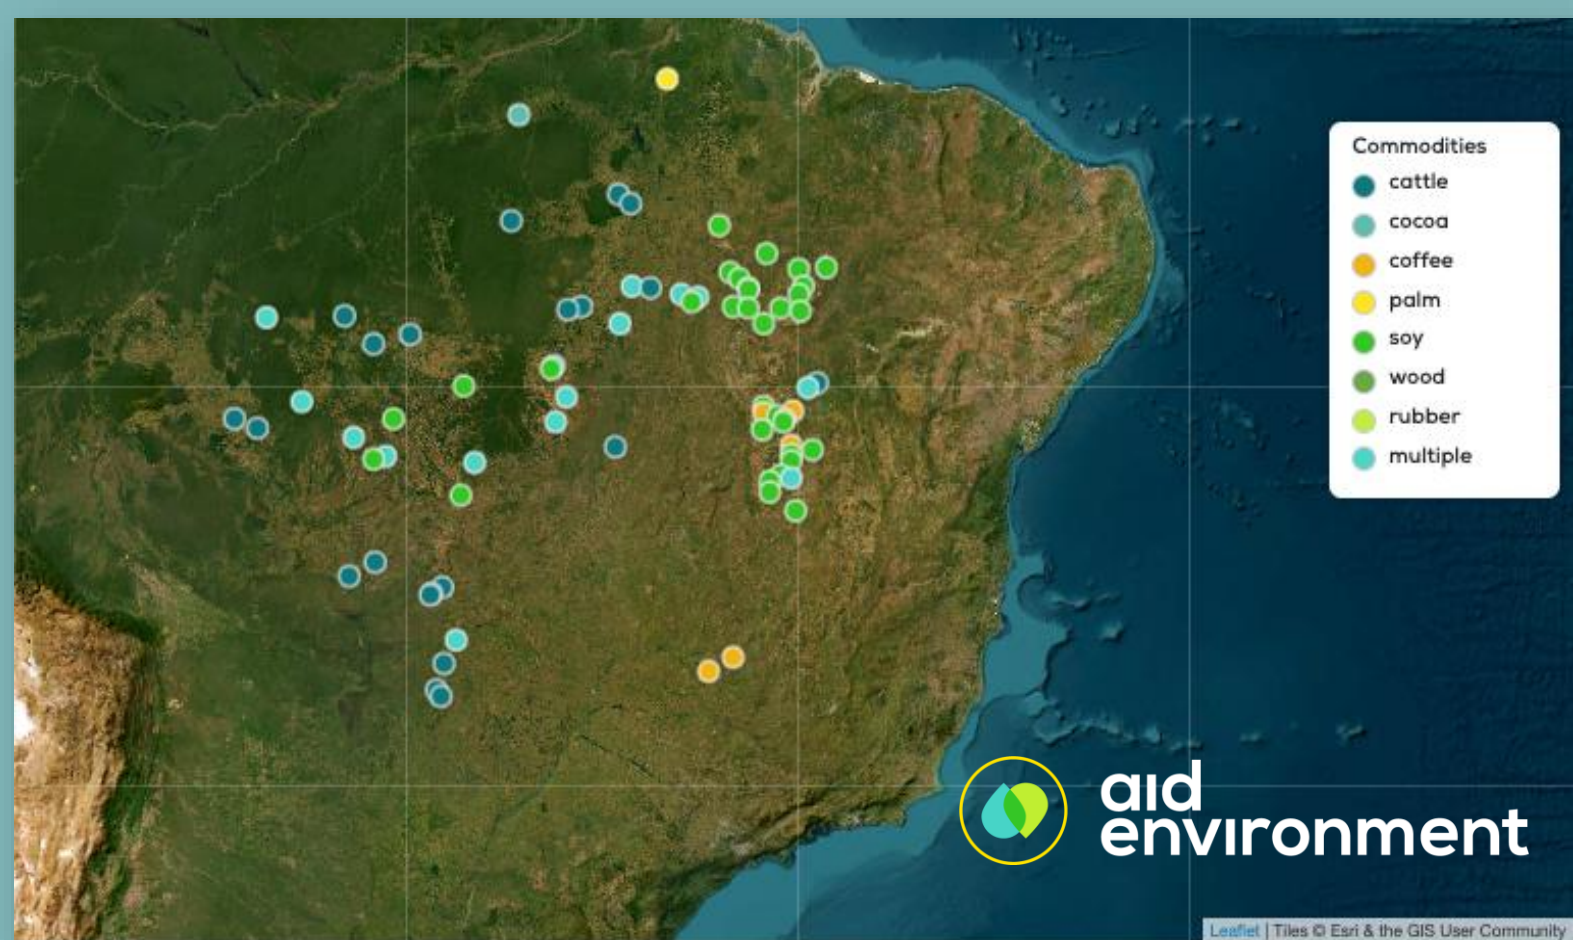 Commodities
cattle
cocoa
coffee
palm
soy
wood
rubber
multiple
aid
environment
Leaflet | Tiles © Esri & the GIS User Community